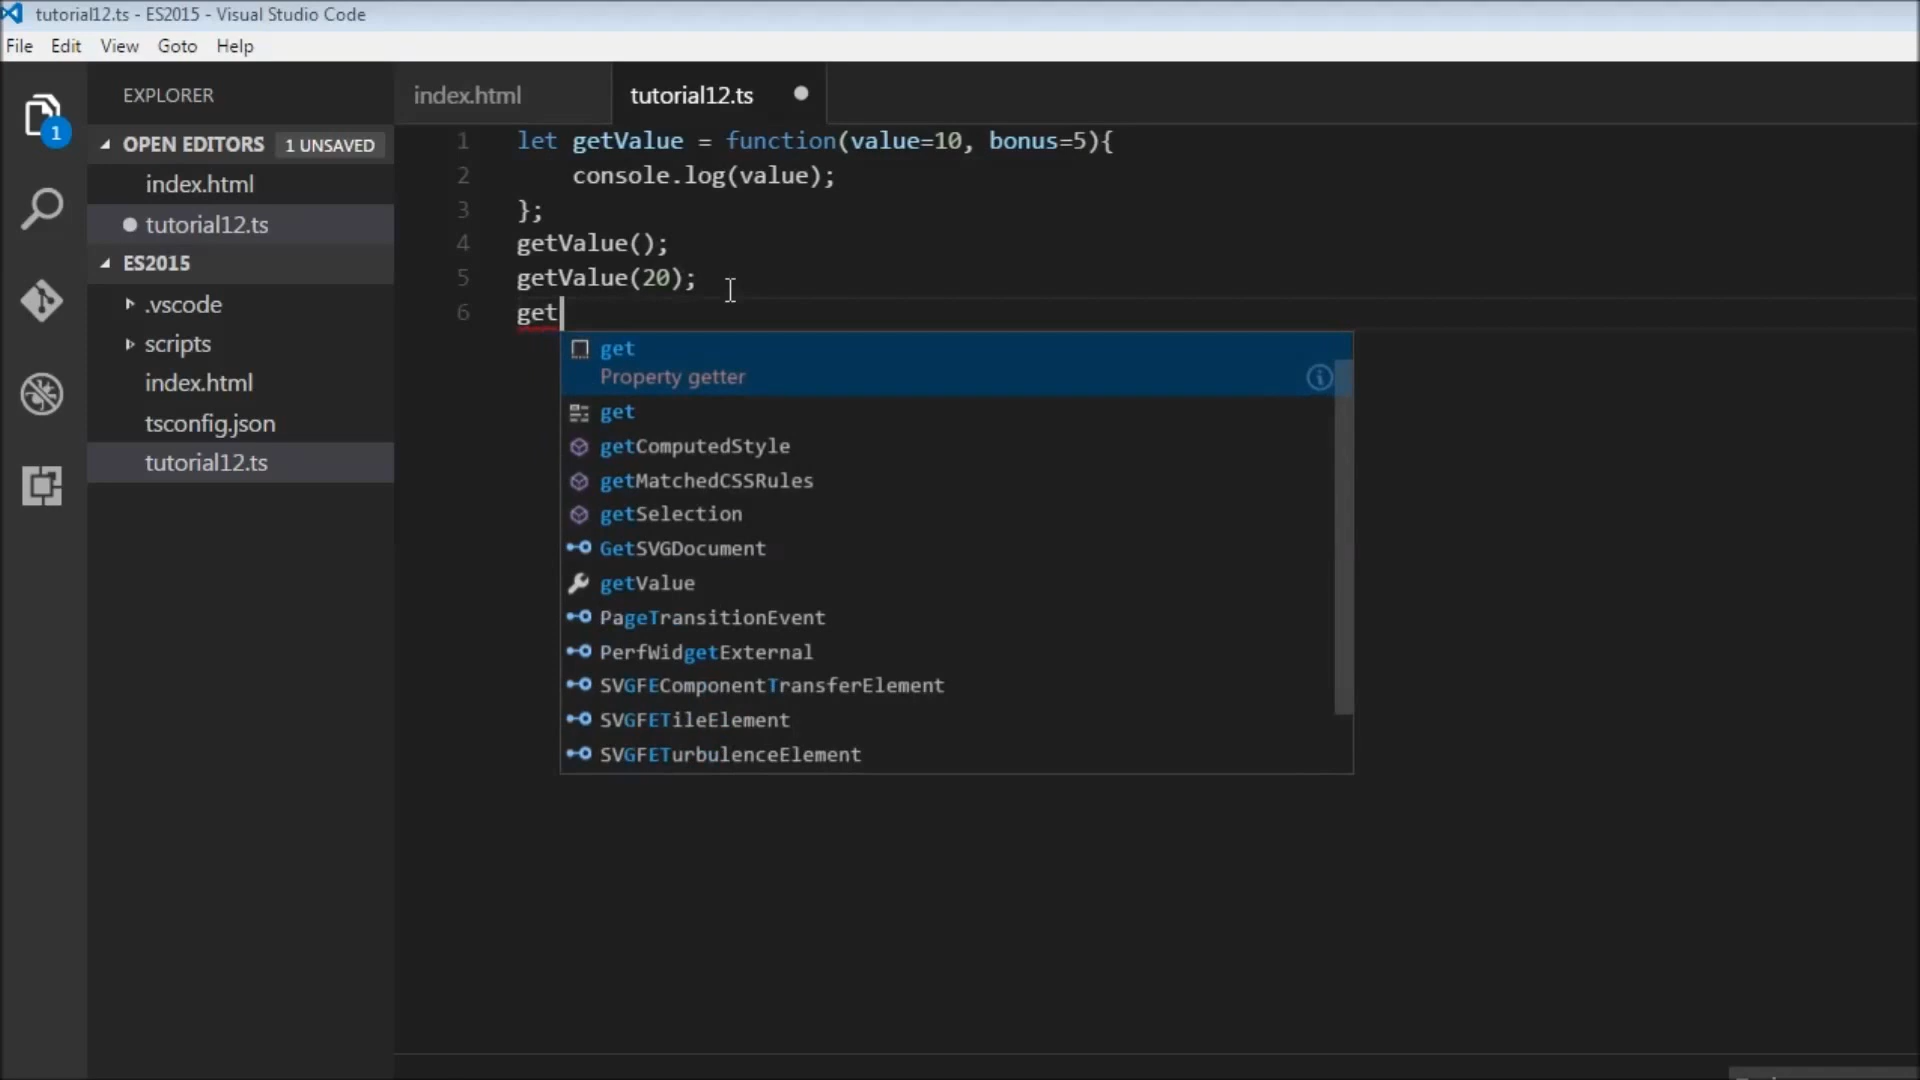 tutorial12.ts - ES2015 - Visual Studio Code
File Edit View Goto Help
EXPLORER
1
OPEN EDITORS 1 UNSAVED
index.html
tutorial12.ts
ES2015
.vscode
scripts
index.html
tsconfig.json
tutorial12.ts
index.html tutorial12.ts
1 let getValue = function(value=10, bonus=5){
2 console.log(value);
3 };
4 getValue();
5 getValue(20);
6 get
get
Property getter
get
getComputedStyle
getMatchedCSSRules
getSelection
GetSVGDocument
getValue
PageTransitionEvent
PerfWidgetExternal
SVGFEComponentTransferElement
SVGFETileElement
SVGFETurbulenceElement